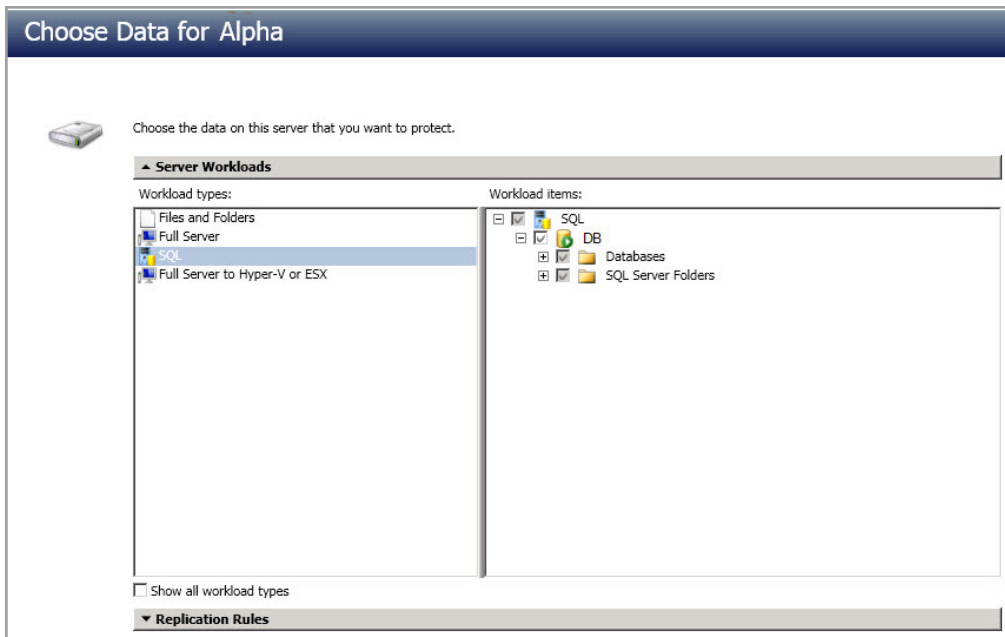 Choose Data for Alpha
Choose the data on this server that you want to protect.
Server Workloads
Workload types:
Workload items:
Files and Folders
Full Server
SQL
Full Server to Hyper-V or ESX
SQL
DB
Databases
SQL Server Folders
Show all workload types
Replication Rules